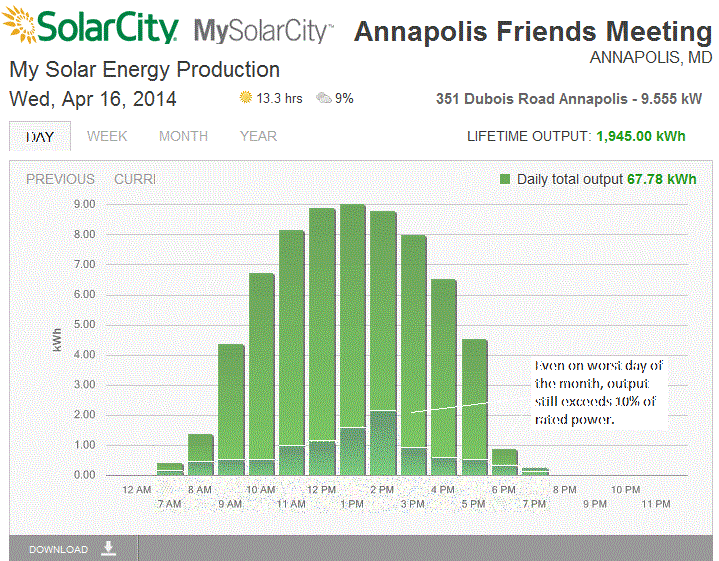 SolarCity. MySolarCity™ Annapolis Friends Meeting
ANNAPOLIS, MD
My Solar Energy Production
Wed, Apr 16, 2014 13.3 hrs 9% 351 Dubois Road Annapolis - 9.555 kW
DAY WEEK MONTH YEAR LIFETIME OUTPUT: 1,945.00 kWh
PREVIOUS CURRI Daily total output 67.78 kWh
9.00
8.00
7.00
6.00
5.00
kWh
4.00
3.00
2.00
1.00
0.00
Even on worst day of
the month, output
still exceeds 10% of
rated power.
12 AM 8 AM 10 AM 12 PM 2 PM 4 PM 6 PM 8 PM 10 PM
7 AM 9 AM 11 AM 1 PM 3 PM 5 PM 7 PM 9 PM 11 PM
DOWNLOAD